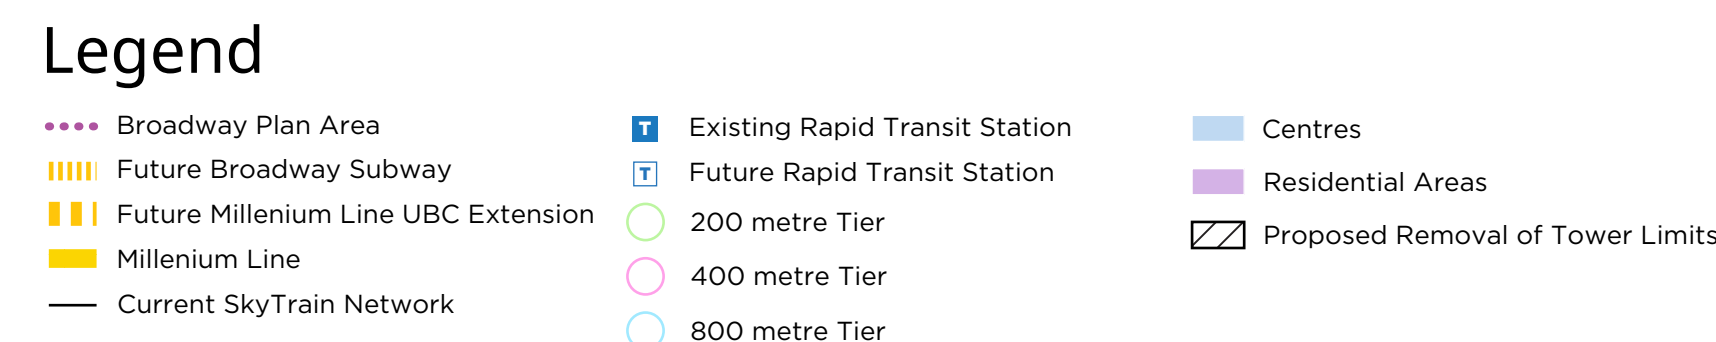 Legend
Broadway Plan Area
Future Broadway Subway
Future Millenium Line UBC Extension
Millenium Line
Current SkyTrain Network
T Existing Rapid Transit Station
T Future Rapid Transit Station
200 metre Tier
400 metre Tier
800 metre Tier
Centres
Residential Areas
Proposed Removal of Tower Limits